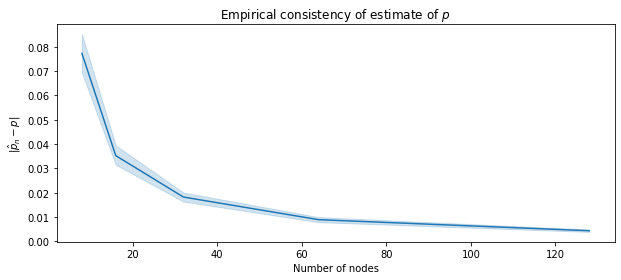 Empirical consistency of estimate of p
|p̂ₙ − p|
0.08
0.07
0.06
0.05
0.04
0.03
0.02
0.01
0.00
20 40 60 80 100 120
Number of nodes